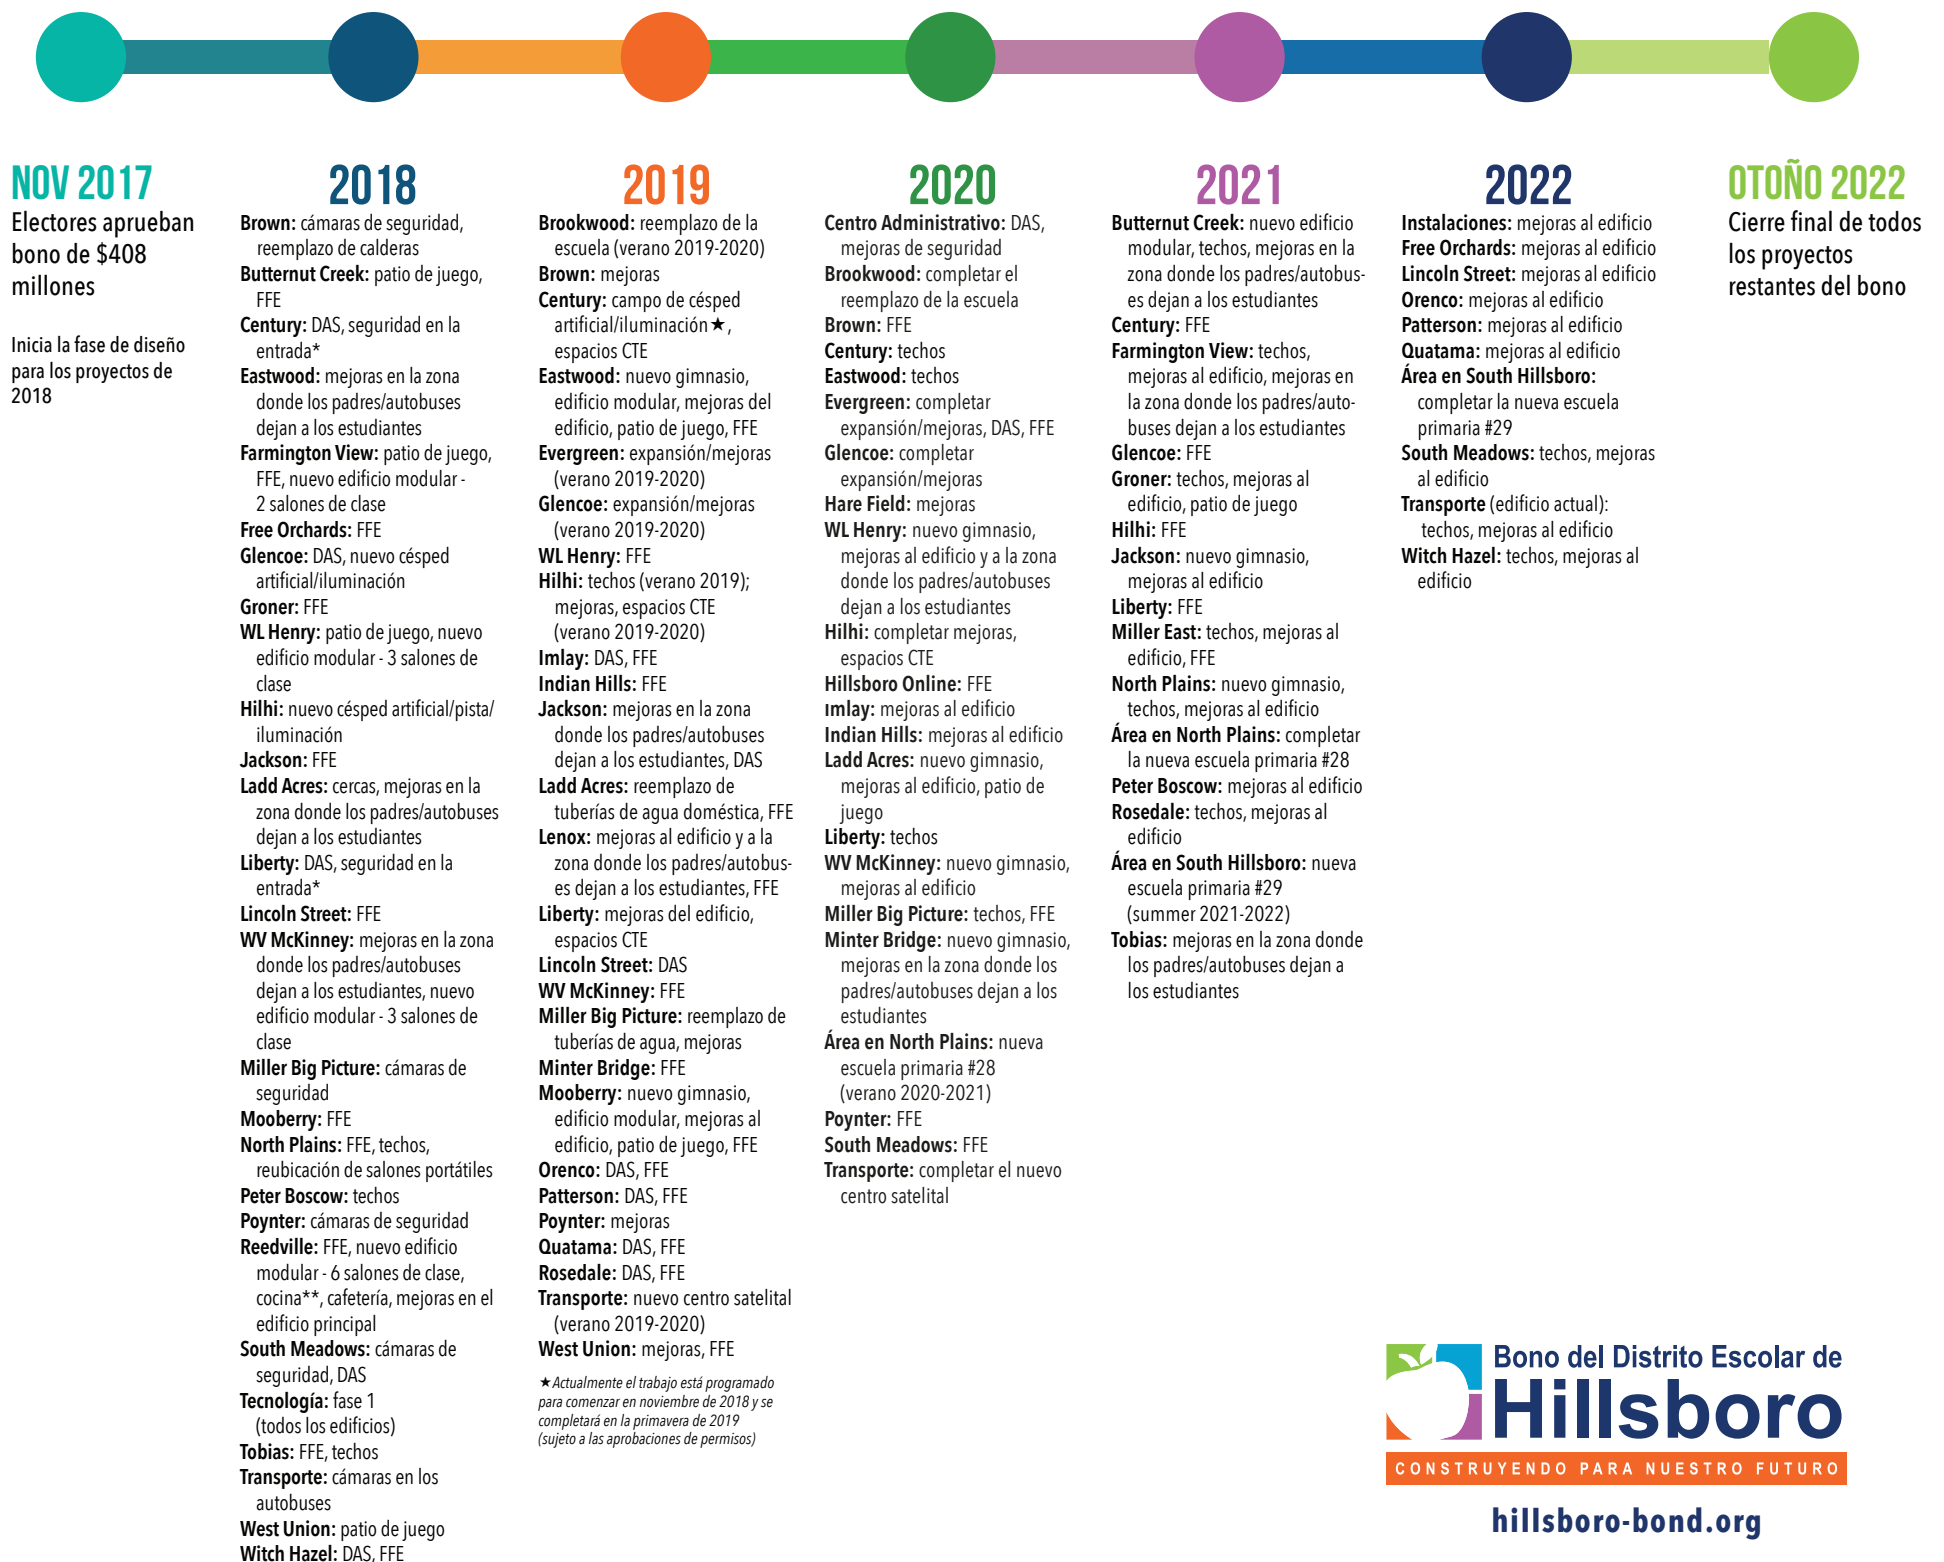 NOV 2017
Electores aprueban
bono de $408
millones
Inicia la fase de diseño
para los proyectos de
2018
2018
Brown: cámaras de seguridad,
reemplazo de calderas
Butternut Creek: patio de juego,
FFE
Century: DAS, seguridad en la
entrada*
Eastwood: mejoras en la zona
donde los padres/autobuses
dejan a los estudiantes
Farmington View: patio de juego,
FFE, nuevo edificio modular -
2 salones de clase
Free Orchards: FFE
Glencoe: DAS, nuevo césped
artificial/iluminación
Groner: FFE
WL Henry: patio de juego, nuevo
edificio modular - 3 salones de
clase
Hilhi: nuevo césped artificial/pista/
iluminación
Jackson: FFE
Ladd Acres: cercas, mejoras en la
zona donde los padres/autobuses
dejan a los estudiantes
Liberty: DAS, seguridad en la
entrada*
Lincoln Street: FFE
WV McKinney: mejoras en la zona
donde los padres/autobuses
dejan a los estudiantes, nuevo
edificio modular - 3 salones de
clase
Miller Big Picture: cámaras de
seguridad
Mooberry: FFE
North Plains: FFE, techos,
reubicación de salones portátiles
Peter Boscow: techos
Poynter: cámaras de seguridad
Reedville: FFE, nuevo edificio
modular - 6 salones de clase,
cocina**, cafetería, mejoras en el
edificio principal
South Meadows: cámaras de
seguridad, DAS
Tecnología: fase 1
(todos los edificios)
Tobias: FFE, techos
Transporte: cámaras en los
autobuses
West Union: patio de juego
Witch Hazel: DAS, FFE
2019
Brookwood: reemplazo de la
escuela (verano 2019-2020)
Brown: mejoras
Century: campo de césped
artificial/iluminación★,
espacios CTE
Eastwood: nuevo gimnasio,
edificio modular, mejoras del
edificio, patio de juego, FFE
Evergreen: expansión/mejoras
(verano 2019-2020)
Glencoe: expansión/mejoras
(verano 2019-2020)
WL Henry: FFE
Hilhi: techos (verano 2019);
mejoras, espacios CTE
(verano 2019-2020)
Imlay: DAS, FFE
Indian Hills: FFE
Jackson: mejoras en la zona
donde los padres/autobuses
dejan a los estudiantes, DAS
Ladd Acres: reemplazo de
tuberías de agua doméstica, FFE
Lenox: mejoras al edificio y a la
zona donde los padres/autobus-
es dejan a los estudiantes, FFE
Liberty: mejoras del edificio,
espacios CTE
Lincoln Street: DAS
WV McKinney: FFE
Miller Big Picture: reemplazo de
tuberías de agua, mejoras
Minter Bridge: FFE
Mooberry: nuevo gimnasio,
edificio modular, mejoras al
edificio, patio de juego, FFE
Orenco: DAS, FFE
Patterson: DAS, FFE
Poynter: mejoras
Quatama: DAS, FFE
Rosedale: DAS, FFE
Transporte: nuevo centro satelital
(verano 2019-2020)
West Union: mejoras, FFE
★Actualmente el trabajo está programado
para comenzar en noviembre de 2018 y se
completará en la primavera de 2019
(sujeto a las aprobaciones de permisos)
2020
Centro Administrativo: DAS,
mejoras de seguridad
Brookwood: completar el
reemplazo de la escuela
Brown: FFE
Century: techos
Eastwood: techos
Evergreen: completar
expansión/mejoras, DAS, FFE
Glencoe: completar
expansión/mejoras
Hare Field: mejoras
WL Henry: nuevo gimnasio,
mejoras al edificio y a la zona
donde los padres/autobuses
dejan a los estudiantes
Hilhi: completar mejoras,
espacios CTE
Hillsboro Online: FFE
Imlay: mejoras al edificio
Indian Hills: mejoras al edificio
Ladd Acres: nuevo gimnasio,
mejoras al edificio, patio de
juego
Liberty: techos
WV McKinney: nuevo gimnasio,
mejoras al edificio
Miller Big Picture: techos, FFE
Minter Bridge: nuevo gimnasio,
mejoras en la zona donde los
padres/autobuses dejan a los
estudiantes
Área en North Plains: nueva
escuela primaria #28
(verano 2020-2021)
Poynter: FFE
South Meadows: FFE
Transporte: completar el nuevo
centro satelital
2021
Butternut Creek: nuevo edificio
modular, techos, mejoras en la
zona donde los padres/autobus-
es dejan a los estudiantes
Century: FFE
Farmington View: techos,
mejoras al edificio, mejoras en
la zona donde los padres/auto-
buses dejan a los estudiantes
Glencoe: FFE
Groner: techos, mejoras al
edificio, patio de juego
Hilhi: FFE
Jackson: nuevo gimnasio,
mejoras al edificio
Liberty: FFE
Miller East: techos, mejoras al
edificio, FFE
North Plains: nuevo gimnasio,
techos, mejoras al edificio
Área en North Plains: completar
la nueva escuela primaria #28
Peter Boscow: mejoras al edificio
Rosedale: techos, mejoras al
edificio
Área en South Hillsboro: nueva
escuela primaria #29
(summer 2021-2022)
Tobias: mejoras en la zona donde
los padres/autobuses dejan a
los estudiantes
2022
Instalaciones: mejoras al edificio
Free Orchards: mejoras al edificio
Lincoln Street: mejoras al edificio
Orenco: mejoras al edificio
Patterson: mejoras al edificio
Quatama: mejoras al edificio
Área en South Hillsboro:
completar la nueva escuela
primaria #29
South Meadows: techos, mejoras
al edificio
Transporte (edificio actual):
techos, mejoras al edificio
Witch Hazel: techos, mejoras al
edificio
OTOÑO 2022
Cierre final de todos
los proyectos
restantes del bono
Bono del Distrito Escolar de
Hillsboro
CONSTRUYENDO PARA NUESTRO FUTURO
hillsboro-bond.org